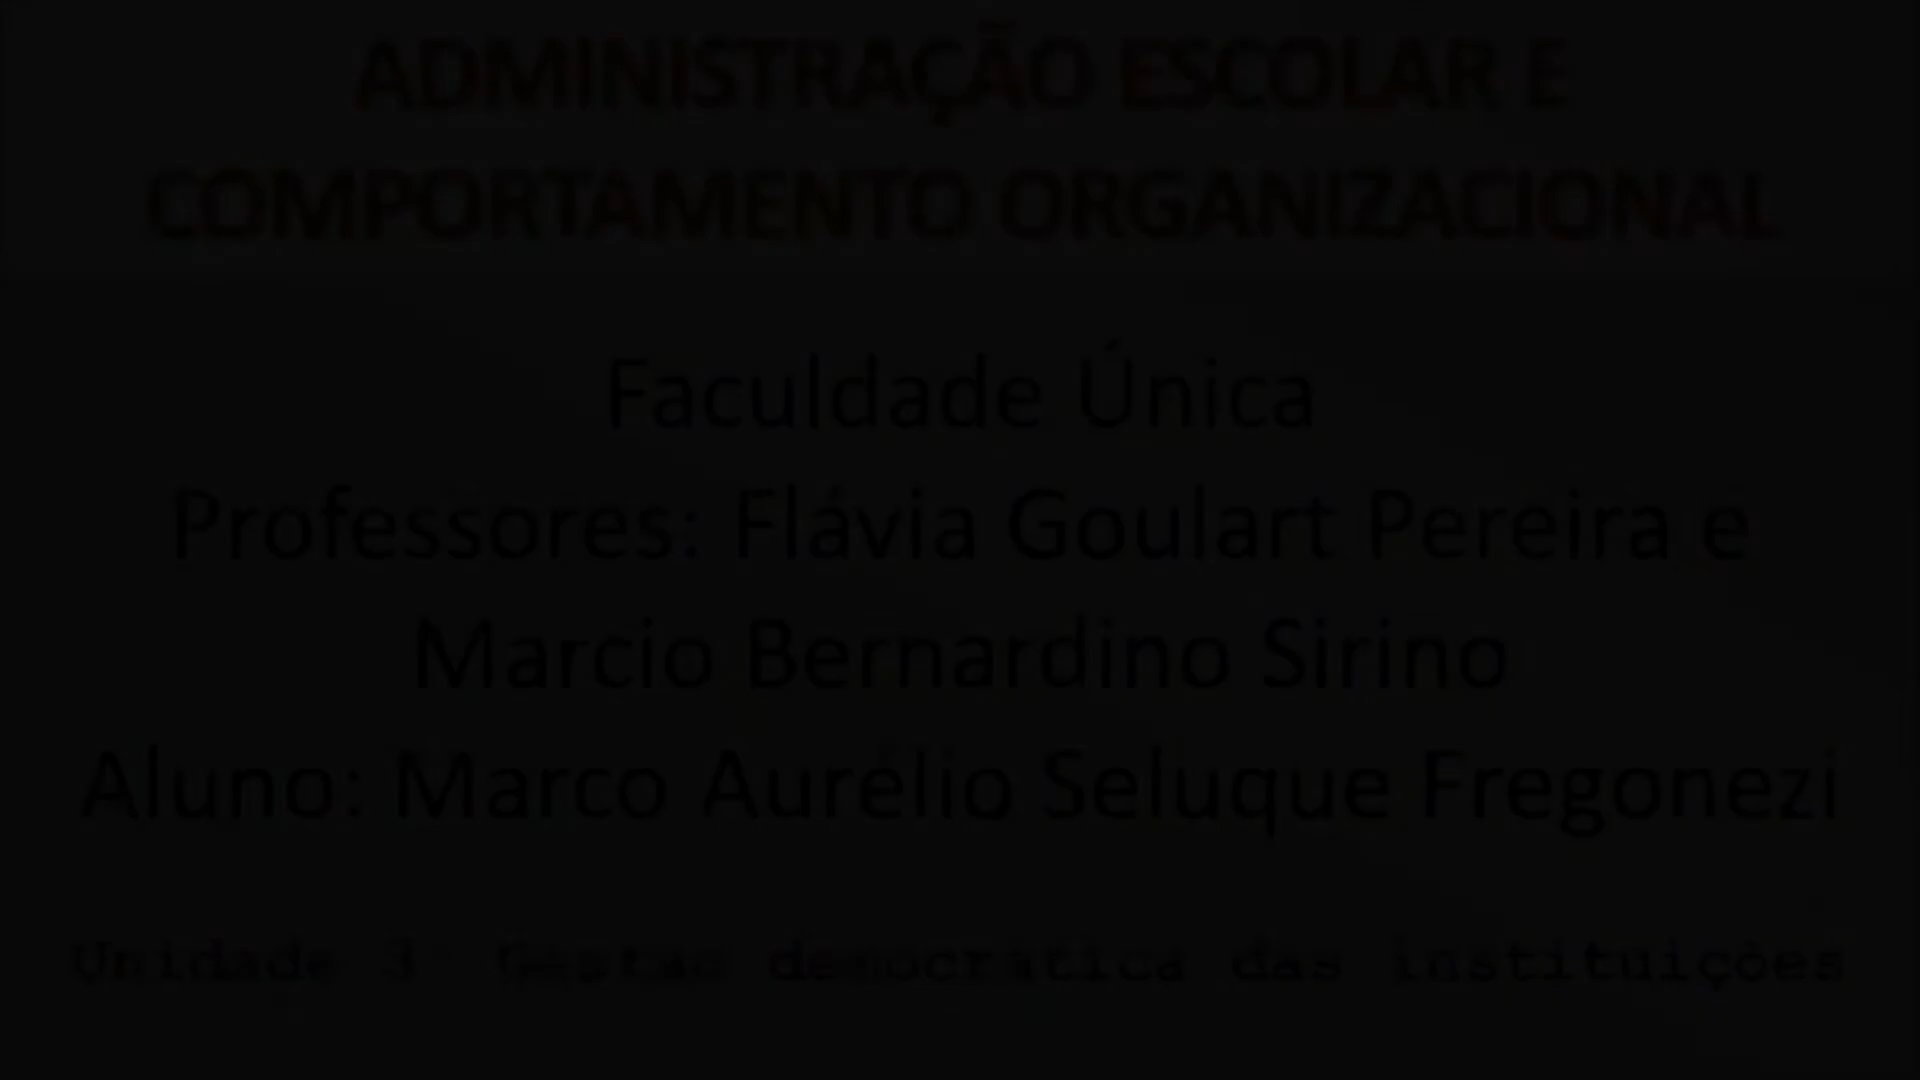 ADMINISTRAÇÃO ESCOLAR E
COMPORTAMENTO ORGANIZACIONAL
Faculdade Única
Professores: Flávia Goulart Pereira e
Marcio Bernardino Sirino
Aluno: Marco Aurélio Seluque Fregonezi
Unidade 3 Gestão democrática das instituições